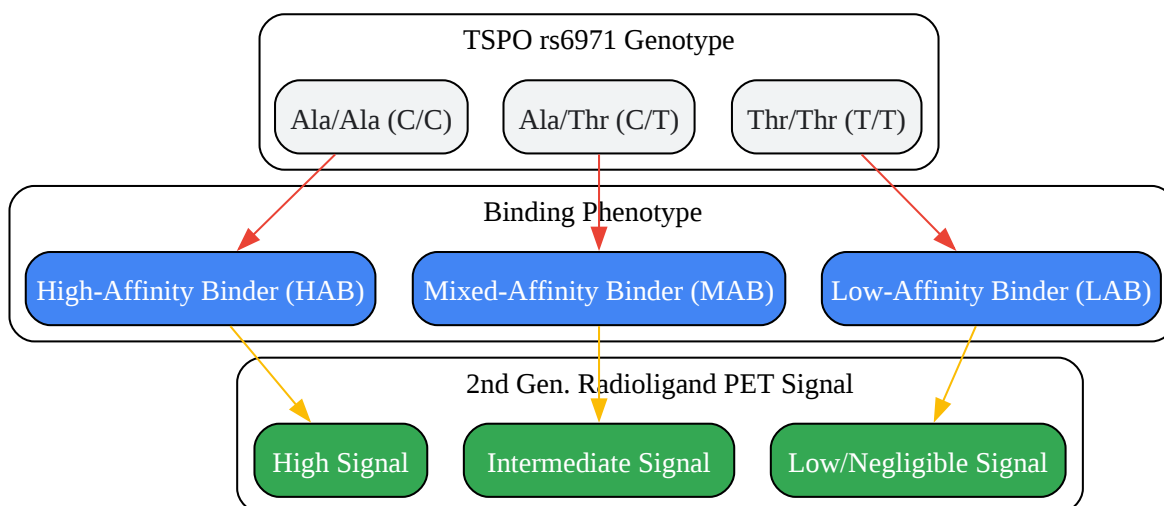 TSPO rs6971 Genotype
Ala/Ala (C/C)
Ala/Thr (C/T)
Thr/Thr (T/T)
Binding Phenotype
High-Affinity Binder (HAB)
Mixed-Affinity Binder (MAB)
Low-Affinity Binder (LAB)
2nd Gen. Radioligand PET Signal
High Signal
Intermediate Signal
Low/Negligible Signal